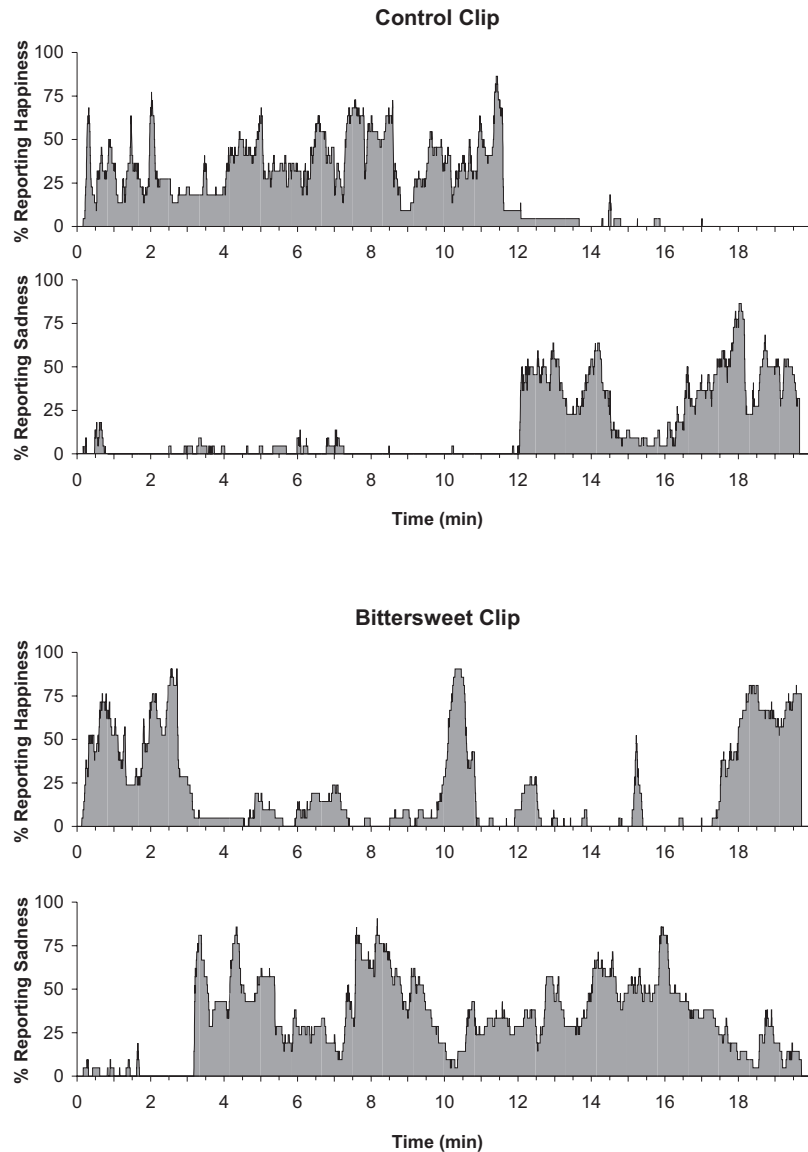 Control Clip
% Reporting Happiness
100
75
50
25
0
0 2 4 6 8 10 12 14 16 18
% Reporting Sadness
100
75
50
25
0
0 2 4 6 8 10 12 14 16 18
Time (min)
Bittersweet Clip
% Reporting Happiness
100
75
50
25
0
0 2 4 6 8 10 12 14 16 18
% Reporting Sadness
100
75
50
25
0
0 2 4 6 8 10 12 14 16 18
Time (min)